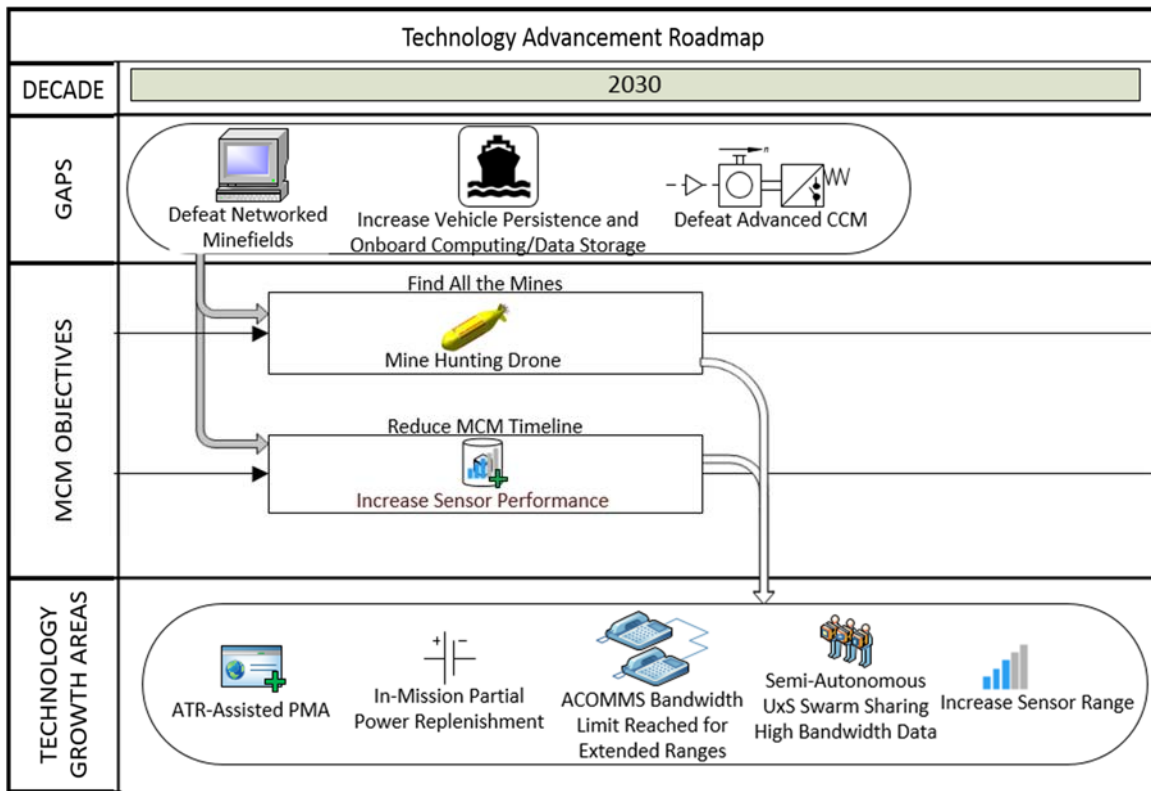 Technology Advancement Roadmap
DECADE
2030
GAPS
Defeat Networked
Minefields
Increase Vehicle Persistence and
Onboard Computing/Data Storage
n
Defeat Advanced CCM
MCM OBJECTIVES
Find All the Mines
Mine Hunting Drone
Reduce MCM Timeline
Increase Sensor Performance
TECHNOLOGY
GROWTH AREAS
ATR-Assisted PMA
In-Mission Partial
Power Replenishment
ACOMMS Bandwidth
Limit Reached for
Extended Ranges
Semi-Autonomous
UxS Swarm Sharing
High Bandwidth Data
Increase Sensor Range